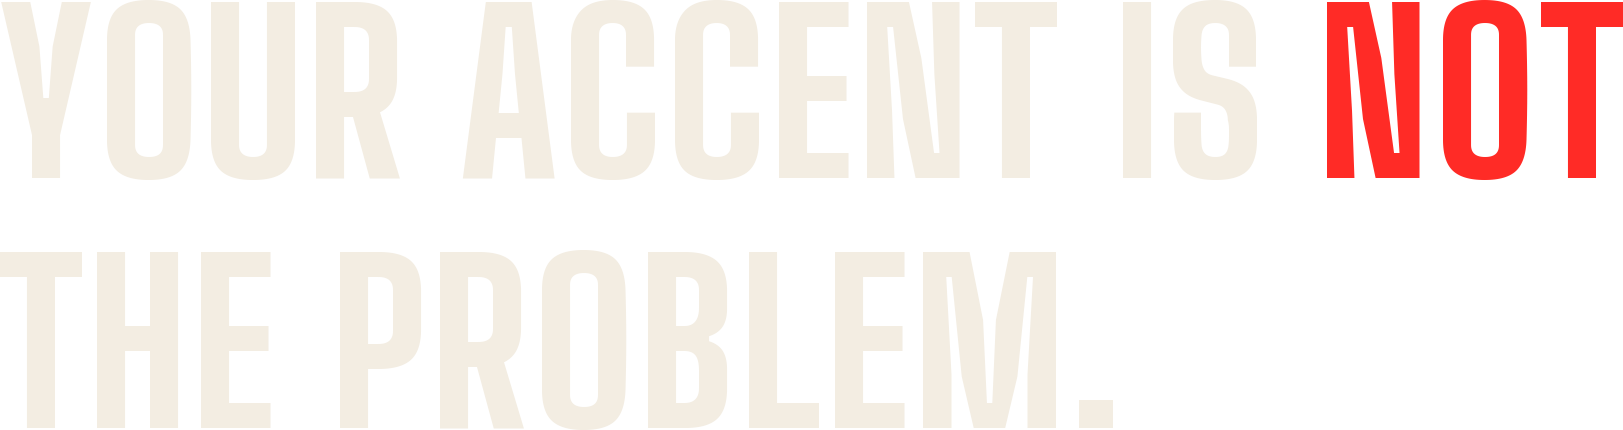 YOUR ACCENT IS NOT
THE PROBLEM.